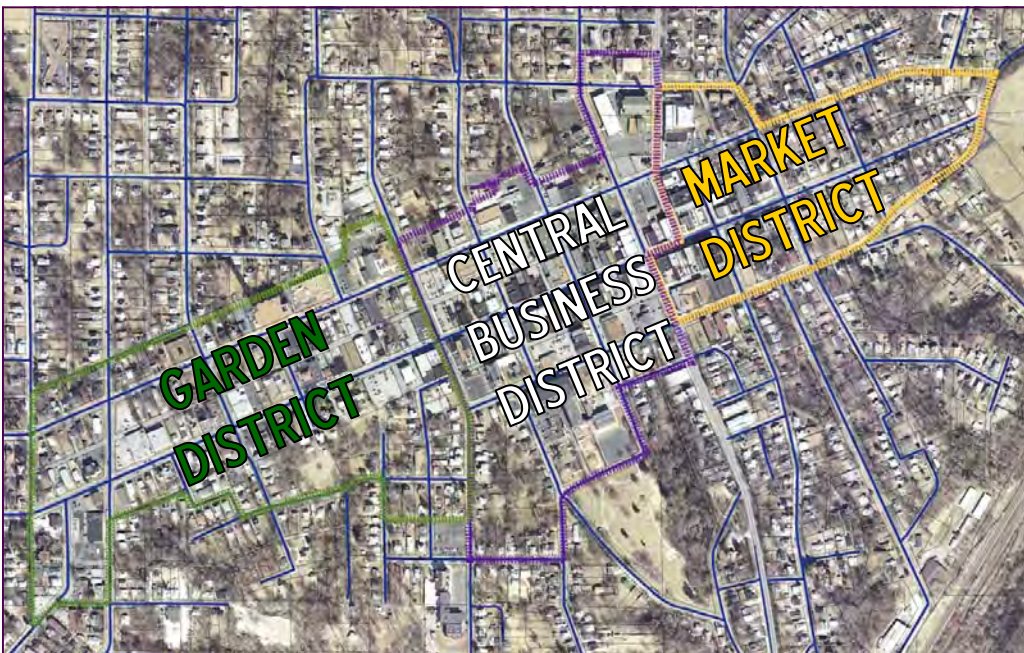 GARDEN
DISTRICT
CENTRAL
BUSINESS
DISTRICT
MARKET
DISTRICT